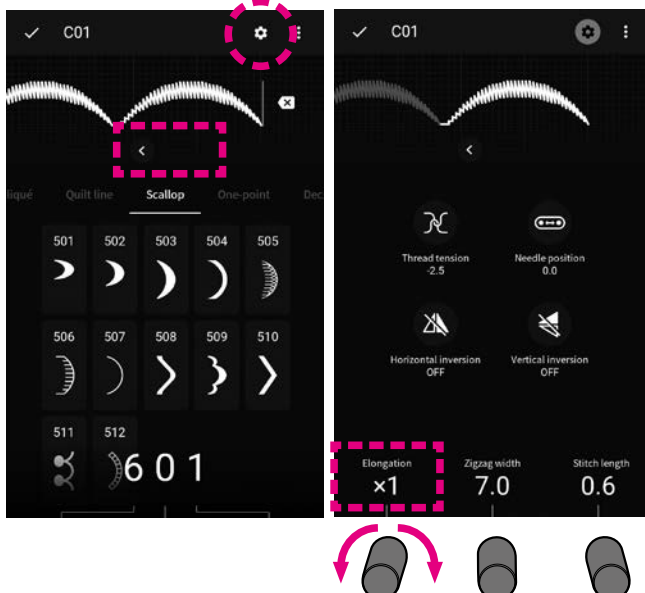 C01
liqué Quilt line Scallop One-point Dec
501 502 503 504 505
506 507 508 509 510
511 512
601
C01
Thread tension
-2.5
Needle position
0.0
Horizontal inversion
OFF
Vertical inversion
OFF
Elongation
×1
Zigzag width
7.0
Stitch length
0.6